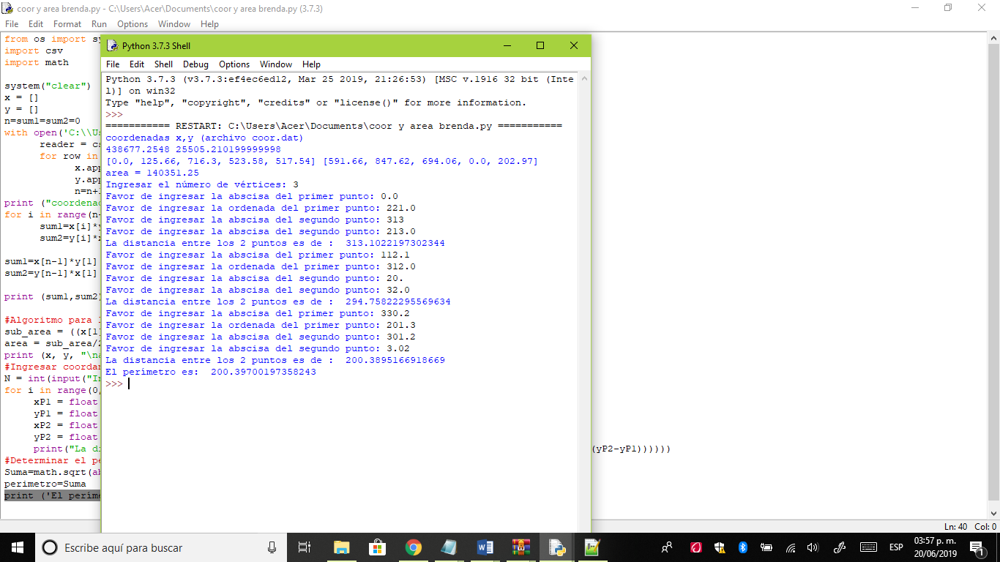 coor y area brenda.py - C:\Users\Acer\Documents\coor y area brenda.py (3.7.3)
File Edit Format Run Options Window Help
from os import sy
import csv
import math
system("clear")
x = []
y = []
n=sum1=sum2=0
with open('C:\\Us
reader = cs
for row in
x.app
y.app
n=n+1
print ("coordenad
for i in range(n-
sum1=x[i]*y
sum2=y[i]*x
sum1=x[n-1]*y[1]
sum2=y[n-1]*x[1]
print (sum1,sum2)
#Algoritmo para l
sub_area = ((x[1]
area = sub_area/2
print (x, y, "\na
#Ingresar coordan
N = int(input("In
for i in range(0,
xP1 = float
yP1 = float
xP2 = float
yP2 = float
print("La di
(yP2-yP1))))))
#Determinar el pe
Suma=math.sqrt(ab
perimetro=Suma
print ('El perime
Python 3.7.3 Shell
File Edit Shell Debug Options Window Help
Python 3.7.3 (v3.7.3:ef4ec6ed12, Mar 25 2019, 21:26:53) [MSC v.1916 32 bit (Inte
l)] on win32
Type "help", "copyright", "credits" or "license()" for more information.
>>>
=========== RESTART: C:\Users\Acer\Documents\coor y area brenda.py ===========
coordenadas x,y (archivo coor.dat)
438677.2548 25505.210199999998
[0.0, 125.66, 716.3, 523.58, 517.54] [591.66, 847.62, 694.06, 0.0, 202.97]
area = 140351.25
Ingresar el número de vértices: 3
Favor de ingresar la abscisa del primer punto: 0.0
Favor de ingresar la ordenada del primer punto: 221.0
Favor de ingresar la abscisa del segundo punto: 313
Favor de ingresar la abscisa del segundo punto: 213.0
La distancia entre los 2 puntos es de :  313.1022197302344
Favor de ingresar la abscisa del primer punto: 112.1
Favor de ingresar la ordenada del primer punto: 312.0
Favor de ingresar la abscisa del segundo punto: 20.
Favor de ingresar la abscisa del segundo punto: 32.0
La distancia entre los 2 puntos es de :  294.75822295569634
Favor de ingresar la abscisa del primer punto: 330.2
Favor de ingresar la ordenada del primer punto: 201.3
Favor de ingresar la abscisa del segundo punto: 301.2
Favor de ingresar la abscisa del segundo punto: 3.02
La distancia entre los 2 puntos es de :  200.3895166918669
El perímetro es:  200.39700197358243
>>>
Ln: 40 Col: 0
Escribe aquí para buscar
ESP
03:57 p. m.
20/06/2019
1